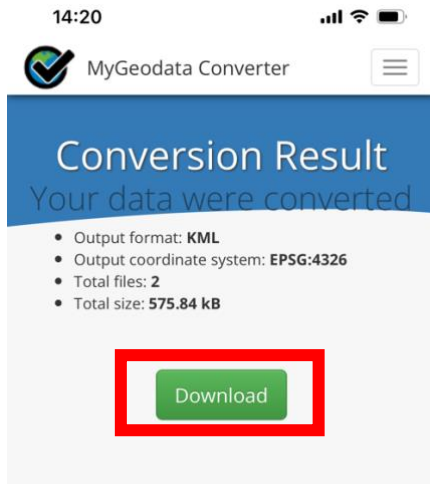 14:20
MyGeodata Converter
Conversion Result
Your data were converted
Output format: KML
Output coordinate system: EPSG:4326
Total files: 2
Total size: 575.84 kB
Download